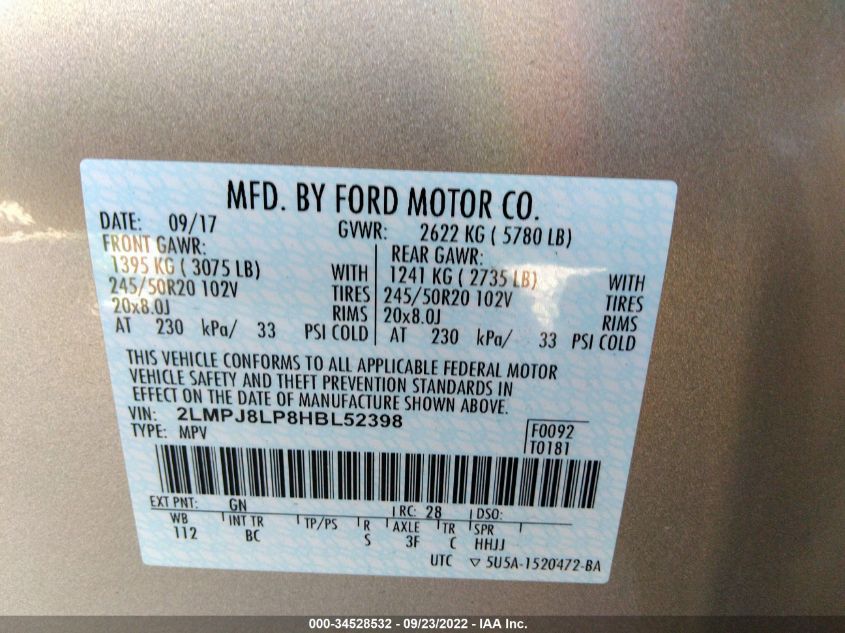 MFD. BY FORD MOTOR CO.
DATE: 09/17 GVWR: 2622 KG ( 5780 LB)
FRONT GAWR: REAR GAWR:
1395 KG ( 3075 LB) WITH 1241 KG ( 2735 LB) WITH
245/50R20 102V TIRES 245/50R20 102V TIRES
20x8.0J RIMS 20x8.0J RIMS
AT 230 kPa/ 33 PSI COLD AT 230 kPa/ 33 PSI COLD
THIS VEHICLE CONFORMS TO ALL APPLICABLE FEDERAL MOTOR
VEHICLE SAFETY AND THEFT PREVENTION STANDARDS IN
EFFECT ON THE DATE OF MANUFACTURE SHOWN ABOVE.
VIN: 2LMPJ8LP8HBL52398
TYPE: MPV F0092
T0181
EXT PNT: GN RC: 28 DSO:
WB INT TR TP/PS R AXLE TR SPR
112 BC S 3F C HHJJ
UTC ▽ 5U5A-1520472-BA
000-34528532 - 09/23/2022 - IAA Inc.